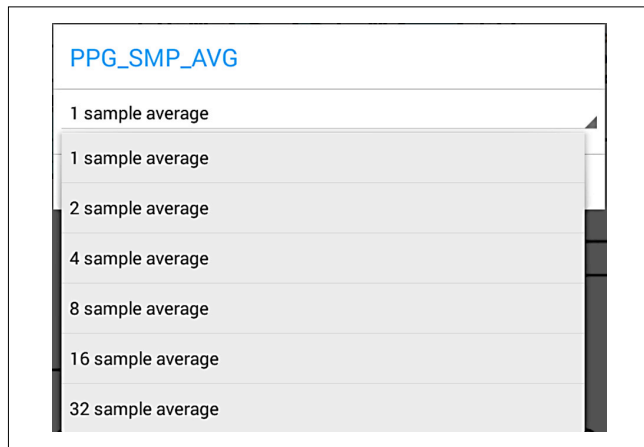 PPG_SMP_AVG
1 sample average
1 sample average
2 sample average
4 sample average
8 sample average
16 sample average
32 sample average